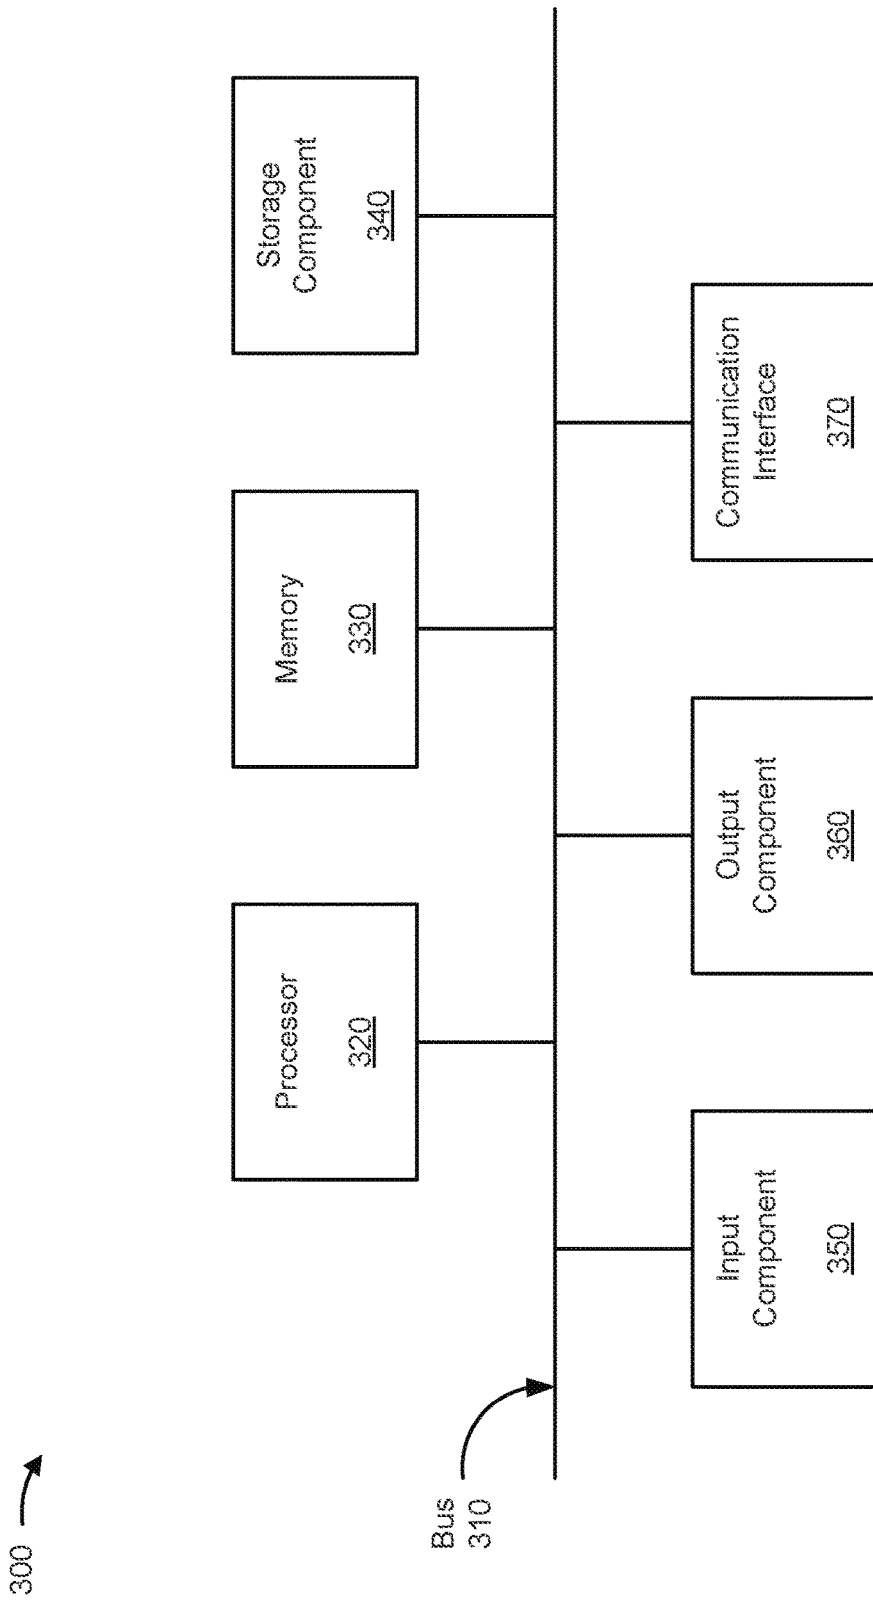 300
Processor
320
Memory
330
Storage
Component
340
Bus
310
Input
Component
350
Output
Component
360
Communication
Interface
370